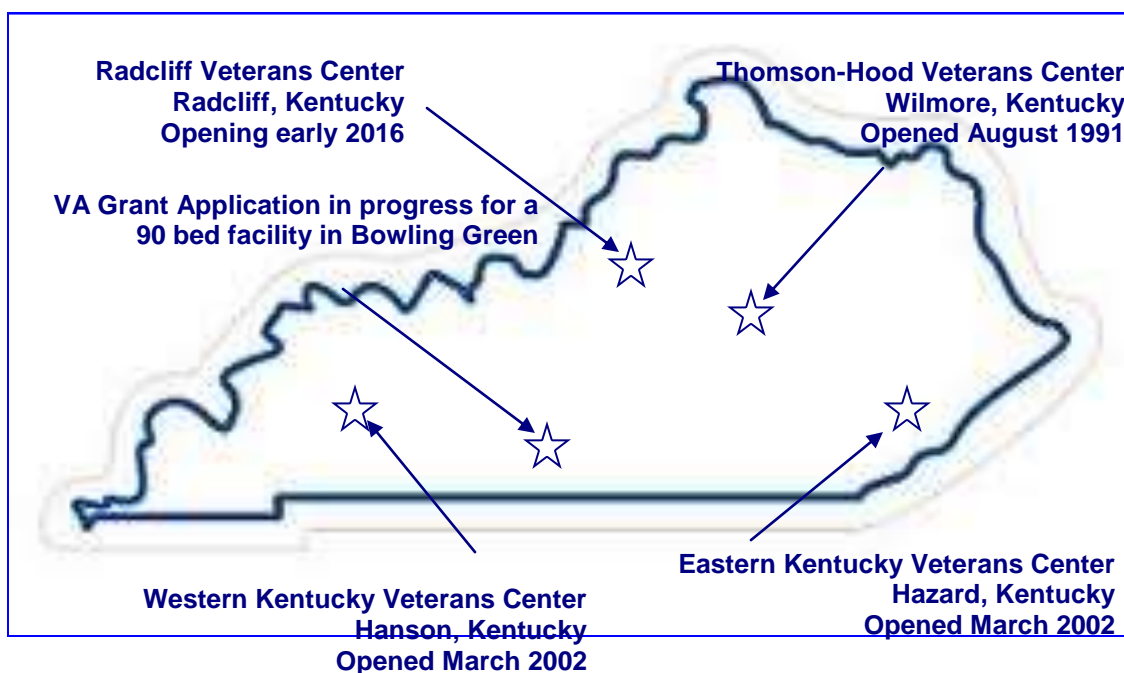 Radcliff Veterans Center
Radcliff, Kentucky
Opening early 2016
Thomson-Hood Veterans Center
Wilmore, Kentucky
Opened August 1991
VA Grant Application in progress for a
90 bed facility in Bowling Green
Western Kentucky Veterans Center
Hanson, Kentucky
Opened March 2002
Eastern Kentucky Veterans Center
Hazard, Kentucky
Opened March 2002